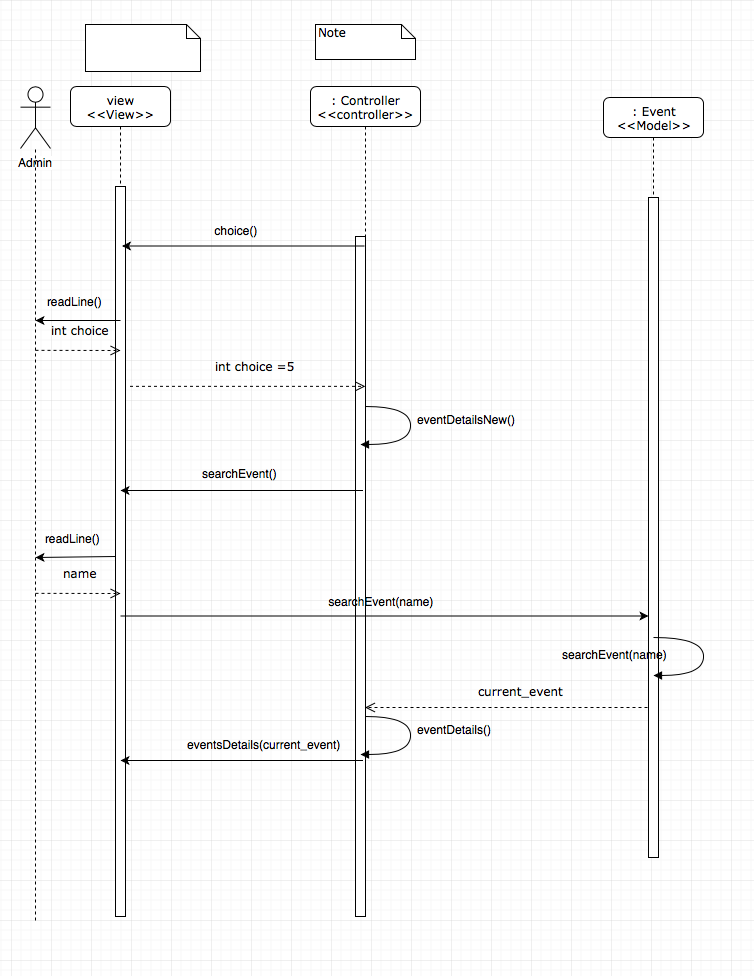 Note
view
<<View>>
: Controller
<<controller>>
: Event
<<Model>>
Admin
choice()
readLine()
int choice
int choice =5
eventDetailsNew()
searchEvent()
readLine()
name
searchEvent(name)
searchEvent(name)
current_event
eventDetails()
eventsDetails(current_event)